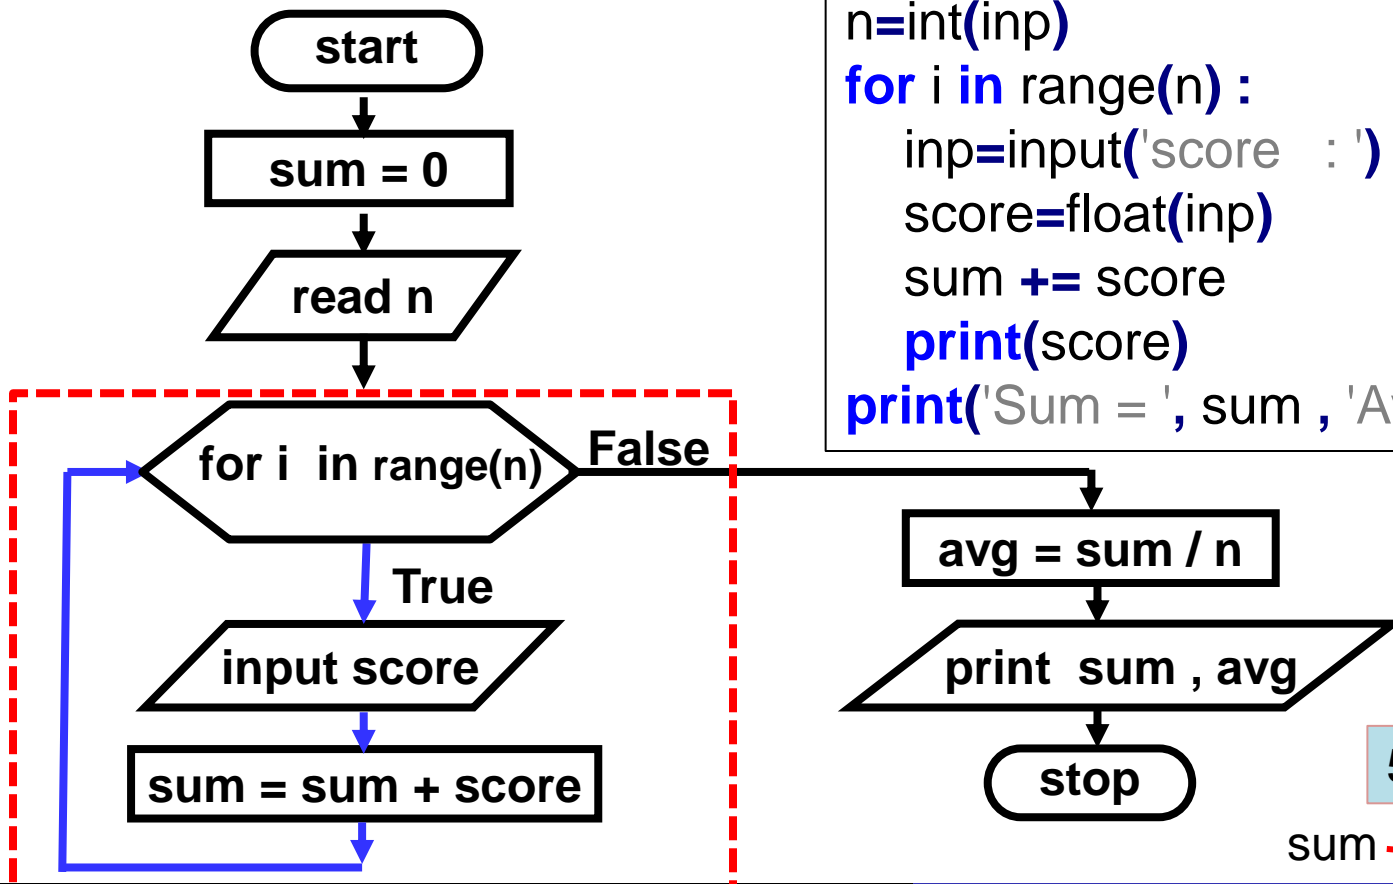 start
sum = 0
read n
for i in range(n)
False
True
input score
sum = sum + score
n=int(inp)
for i in range(n) :
inp=input('score : ')
score=float(inp)
sum += score
print(score)
print('Sum = ', sum , '
avg = sum / n
print sum , avg
stop
sum